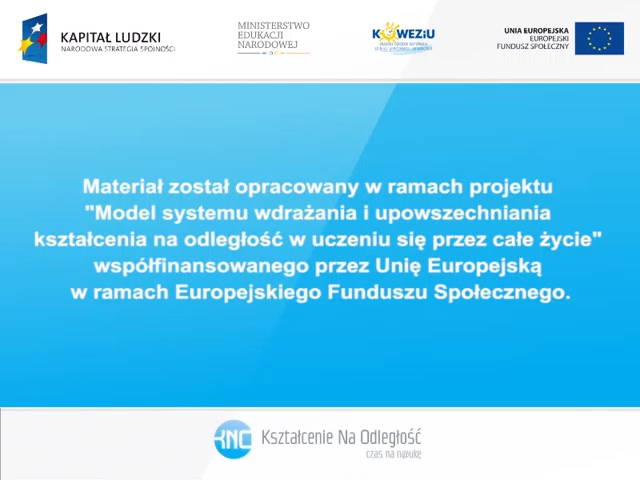 KAPITAŁ LUDZKI
NARODOWA STRATEGIA SPÓJNOŚCI
MINISTERSTWO
EDUKACJI
NARODOWEJ
KOWEZiU
UNIA EUROPEJSKA
EUROPEJSKI
FUNDUSZ SPOŁECZNY
Materiał został opracowany w ramach projektu
"Model systemu wdrażania i upowszechniania
kształcenia na odległość w uczeniu się przez całe życie"
współfinansowanego przez Unię Europejską
w ramach Europejskiego Funduszu Społecznego.
KNO Kształcenie Na Odległość
czas na n@ukę